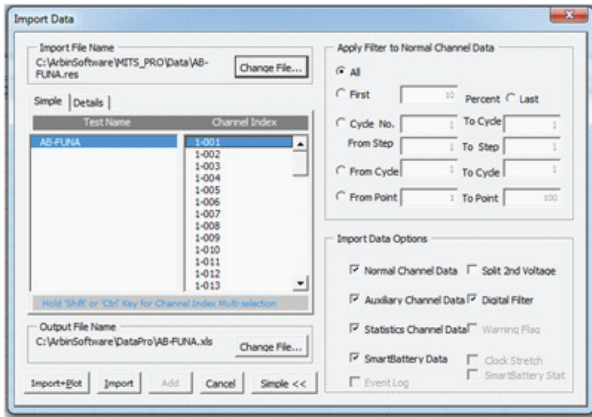 Import Data
Import File Name
C:\ArbinSoftware\MITS_PRO\Data\AB-
FUNA.res
Change File...
Simple Details
Test Name Channel Index
AB-FUNA
1-001
1-002
1-003
1-004
1-005
1-006
1-007
1-008
1-009
1-010
1-011
1-012
1-013
Hold 'Shift' or 'Ctrl' Key for Channel Index Multi-selection
Output File Name
C:\ArbinSoftware\DataPro\AB-FUNA.xls
Change File...
Import+Plot Import Add Cancel Simple <<
Apply Filter to Normal Channel Data
All
First 10 Percent Last
Cycle No. 1 To Cycle 1
From Step 1 To Step 1
From Cycle 1 To Cycle 1
From Point 1 To Point 100
Import Data Options
Normal Channel Data Split 2nd Voltage
Auxiliary Channel Data Digital Filter
Statistics Channel Data Warning Flag
SmartBattery Data Clock Stretch
Event Log SmartBattery Stat